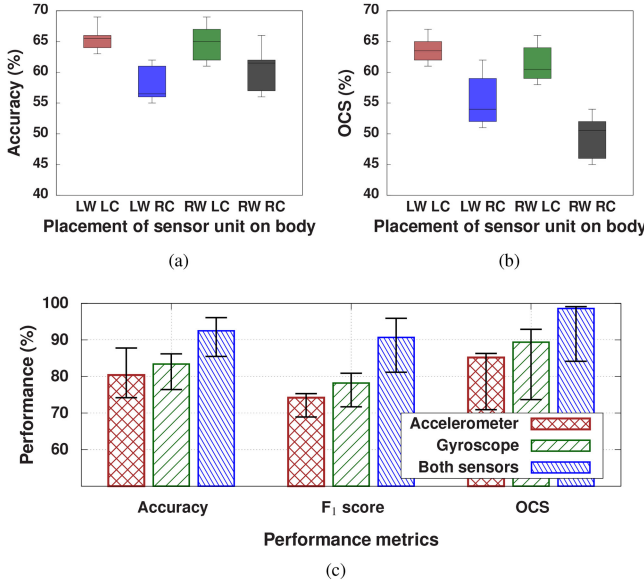 70
65
60
55
50
45
40
Accuracy (%)
LW LC LW RC RW LC RW RC
Placement of sensor unit on body
(a)
70
65
60
55
50
45
40
OCS (%)
LW LC LW RC RW LC RW RC
Placement of sensor unit on body
(b)
100
90
80
70
60
Performance (%)
Accelerometer
Gyroscope
Both sensors
Accuracy F₁ score OCS
Performance metrics
(c)